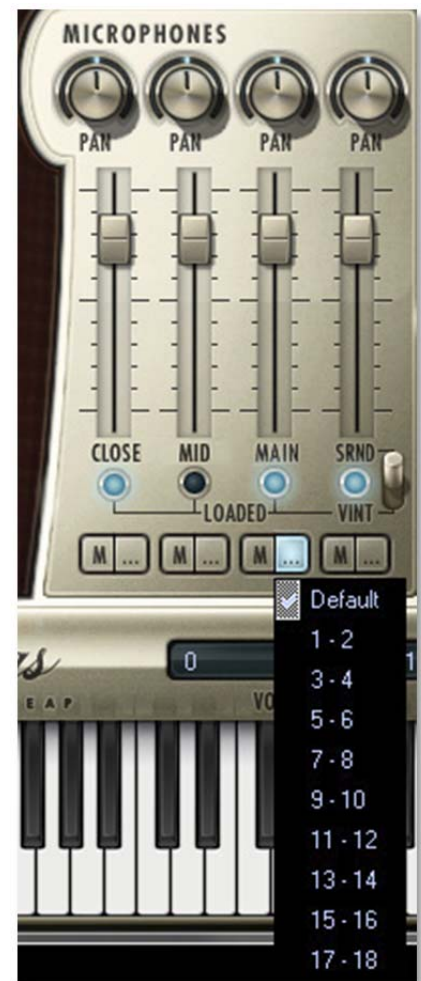 MICROPHONES
PAN PAN PAN PAN
CLOSE MID MAIN SRND
LOADED VINT
M ... M ... M ... M ...
Default
1 - 2
0 1
3 - 4
E A P
5 - 6
7 - 8
9 - 10
11 - 12
13 - 14
15 - 16
17 - 18